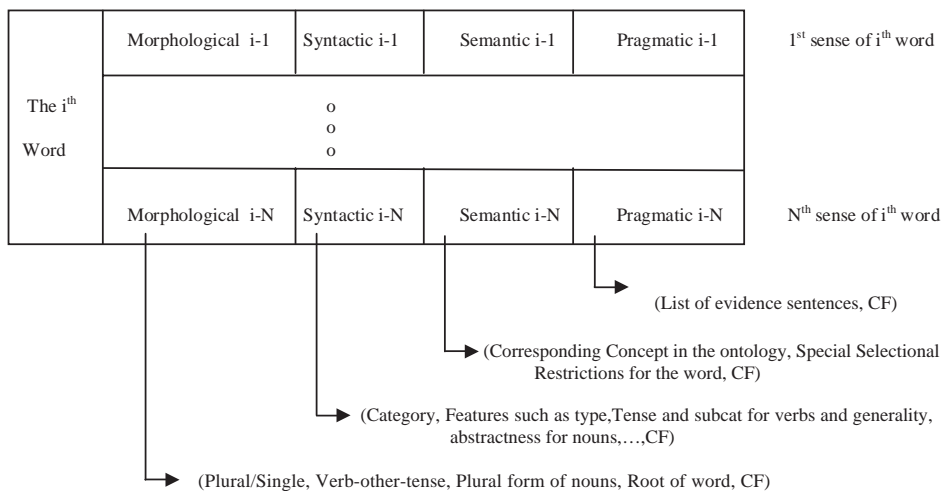 Morphological i-1 Syntactic i-1 Semantic i-1 Pragmatic i-1 1st sense of ith word
The ith
Word
o
o
o
Morphological i-N Syntactic i-N Semantic i-N Pragmatic i-N Nth sense of ith word
(List of evidence sentences, CF)
(Corresponding Concept in the ontology, Special Selectional
Restrictions for the word, CF)
(Category, Features such as type,Tense and subcat for verbs and generality,
abstractness for nouns,…,CF)
(Plural/Single, Verb-other-tense, Plural form of nouns, Root of word, CF)